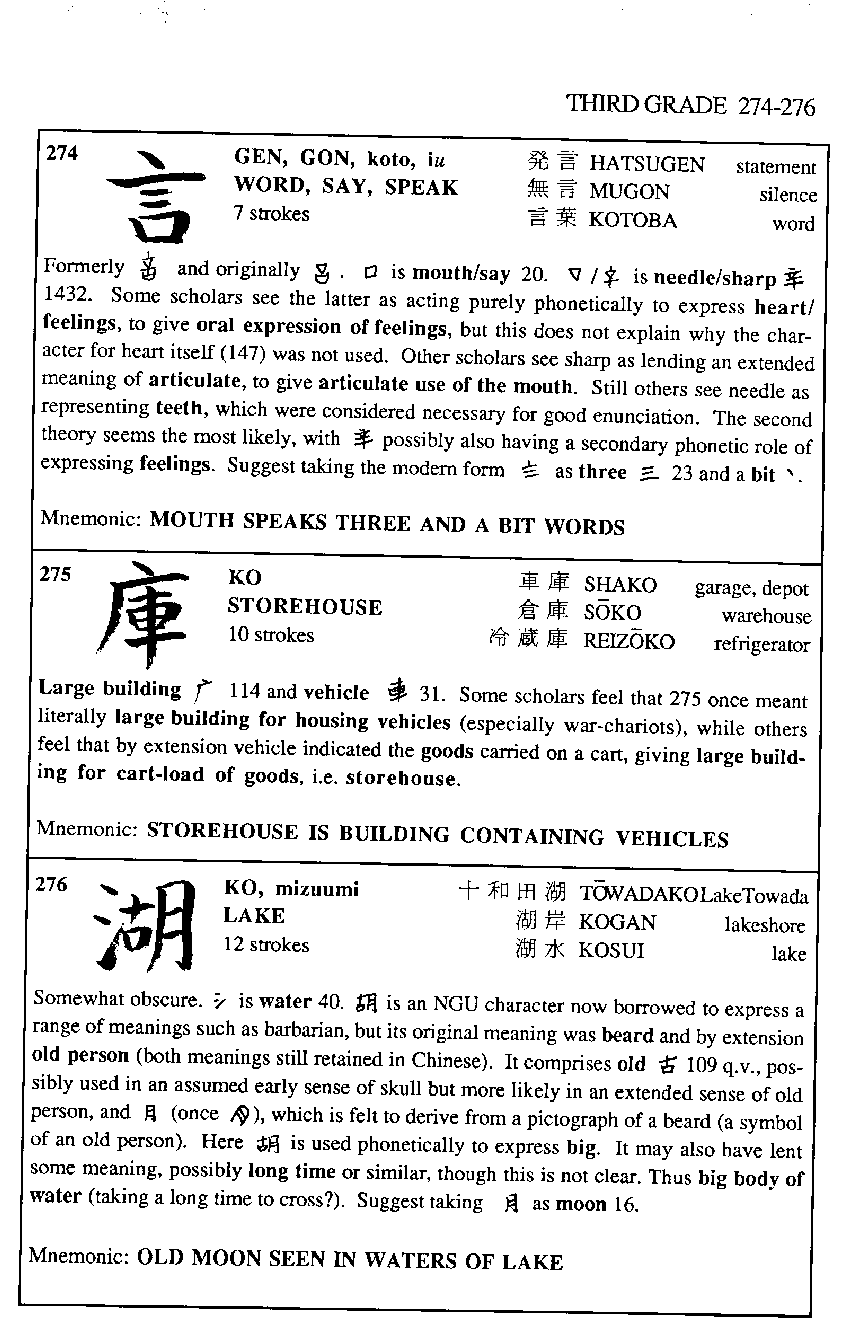 THIRD GRADE 274-276
274
言
GEN, GON, koto, iu
WORD, SAY, SPEAK
7 strokes
発言 HATSUGEN statement
無言 MUGON silence
言葉 KOTOBA word
Formerly and originally . 口 is mouth/say 20. / is needle/sharp
1432. Some scholars see the latter as acting purely phonetically to express heart/
feelings, to give oral expression of feelings, but this does not explain why the char-
acter for heart itself (147) was not used. Other scholars see sharp as lending an extended
meaning of articulate, to give articulate use of the mouth. Still others see needle as
representing teeth, which were considered necessary for good enunciation. The second
theory seems the most likely, with possibly also having a secondary phonetic role of
expressing feelings. Suggest taking the modern form as three 三 23 and a bit 丶.
Mnemonic: MOUTH SPEAKS THREE AND A BIT WORDS
275
庫
KO
STOREHOUSE
10 strokes
車庫 SHAKO garage, depot
倉庫 SŌKO warehouse
冷蔵庫 REIZŌKO refrigerator
Large building 广 114 and vehicle 車 31. Some scholars feel that 275 once meant
literally large building for housing vehicles (especially war-chariots), while others
feel that by extension vehicle indicated the goods carried on a cart, giving large build-
ing for cart-load of goods, i.e. storehouse.
Mnemonic: STOREHOUSE IS BUILDING CONTAINING VEHICLES
276
湖
KO, mizuumi
LAKE
12 strokes
十和田湖 TŌWADAKO LakeTowada
湖岸 KOGAN lakeshore
湖水 KOSUI lake
Somewhat obscure. 氵 is water 40. 胡 is an NGU character now borrowed to express a
range of meanings such as barbarian, but its original meaning was beard and by extension
old person (both meanings still retained in Chinese). It comprises old 古 109 q.v., pos-
sibly used in an assumed early sense of skull but more likely in an extended sense of old
person, and 月 (once ), which is felt to derive from a pictograph of a beard (a symbol
of an old person). Here 胡 is used phonetically to express big. It may also have lent
some meaning, possibly long time or similar, though this is not clear. Thus big body of
water (taking a long time to cross?). Suggest taking 月 as moon 16.
Mnemonic: OLD MOON SEEN IN WATERS OF LAKE